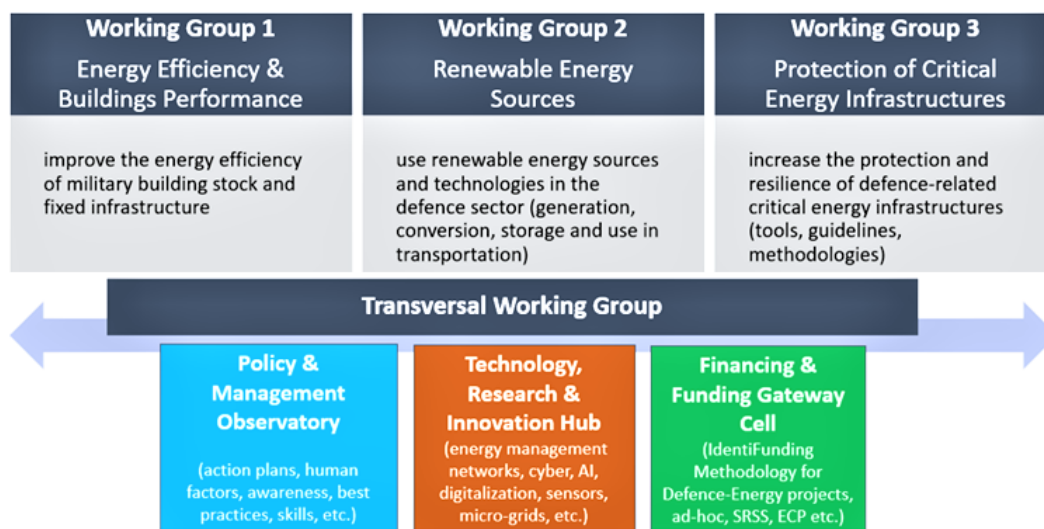 Working Group 1
Energy Efficiency &
Buildings Performance
improve the energy efficiency
of military building stock and
fixed infrastructure
Working Group 2
Renewable Energy
Sources
use renewable energy sources
and technologies in the
defence sector (generation,
conversion, storage and use in
transportation)
Working Group 3
Protection of Critical
Energy Infrastructures
increase the protection and
resilience of defence-related
critical energy infrastructures
(tools, guidelines,
methodologies)
Transversal Working Group
Policy &
Management
Observatory
(action plans, human
factors, awareness, best
practices, skills, etc.)
Technology,
Research &
Innovation Hub
(energy management
networks, cyber, AI,
digitalization, sensors,
micro-grids, etc.)
Financing &
Funding Gateway
Cell
(IdentiFunding
Methodology for
Defence-Energy projects,
ad-hoc, SRSS, ECP etc.)